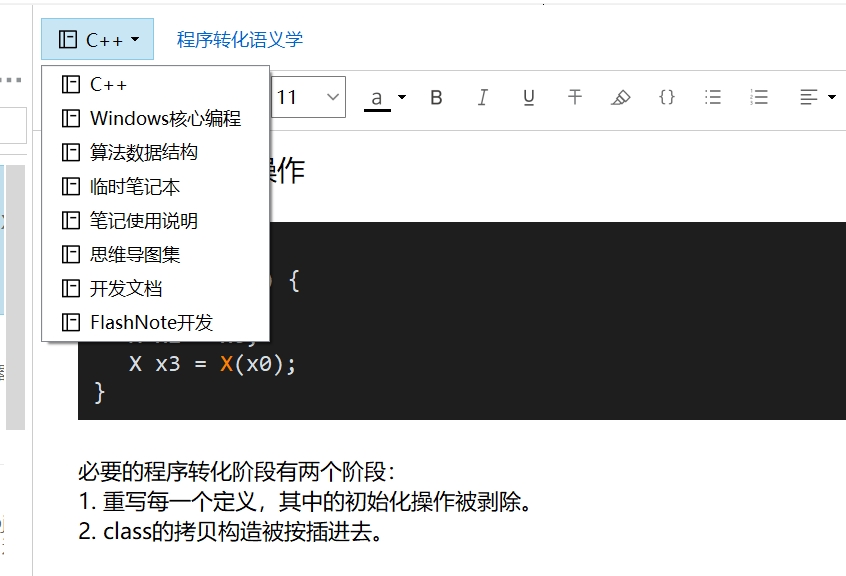 C++
程序转化语义学
C++
Windows核心编程
算法数据结构
临时笔记本
笔记使用说明
思维导图集
开发文档
FlashNote开发
11
a
B
I
U
T
{}
操作
{
X x3 = X(x0);
}
必要的程序转化阶段有两个阶段：
1. 重写每一个定义，其中的初始化操作被剥除。
2. class的拷贝构造被按插进去。